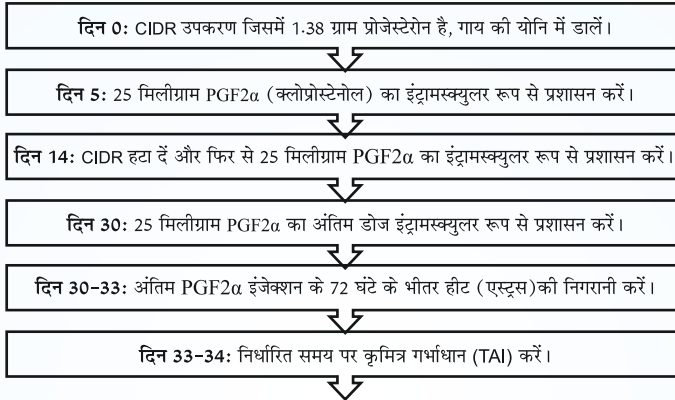 दिन 0: CIDR उपकरण जिसमें 1.38 ग्राम प्रोजेस्टेरोन है, गाय की योनि में डालें।
दिन 5: 25 मिलीग्राम PGF2α (क्लोप्रोस्टेनोल) का इंट्रामस्क्युलर रूप से प्रशासन करें।
दिन 14: CIDR हटा दें और फिर से 25 मिलीग्राम PGF2α का इंट्रामस्क्युलर रूप से प्रशासन करें।
दिन 30: 25 मिलीग्राम PGF2α का अंतिम डोज इंट्रामस्क्युलर रूप से प्रशासन करें।
दिन 30-33: अंतिम PGF2α इंजेक्शन के 72 घंटे के भीतर हीट (एस्ट्रस)की निगरानी करें।
दिन 33-34: निर्धारित समय पर कृमित्र गर्भाधान (TAI) करें।